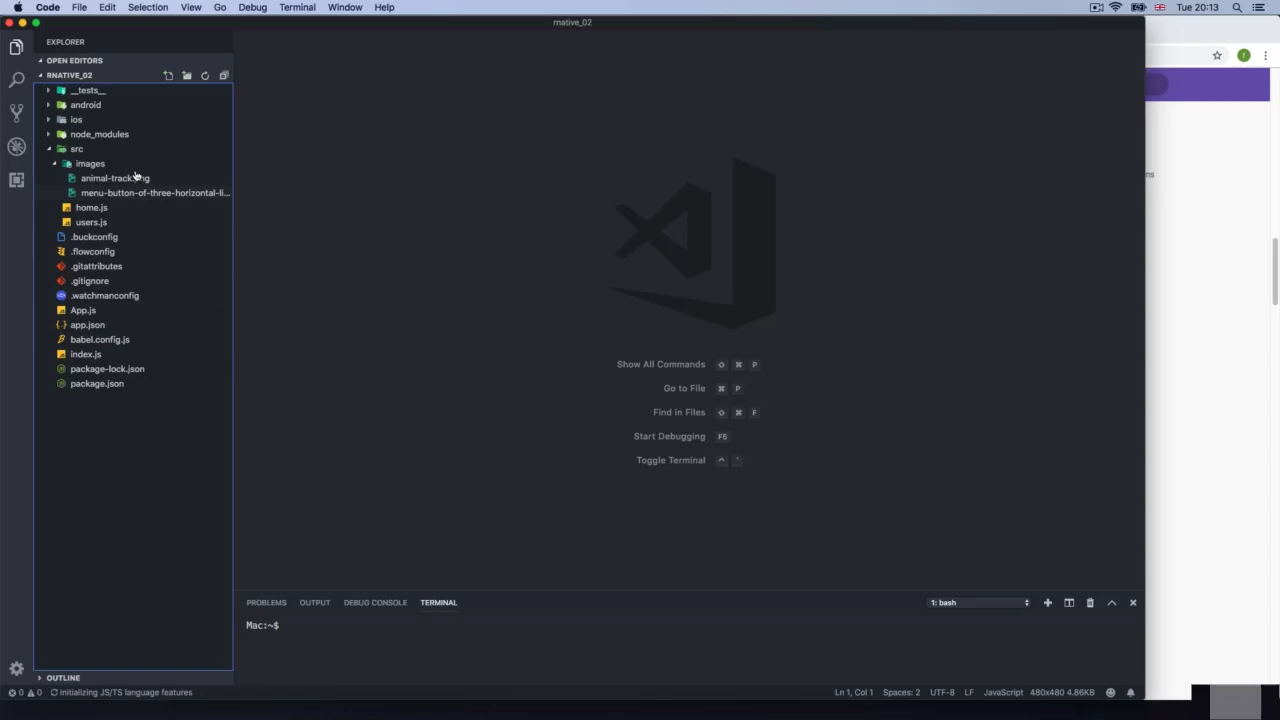 Code File Edit Selection View Go Debug Terminal Window Help Tue 20:13
rnative_02
EXPLORER
OPEN EDITORS
RNATIVE_02
__tests__
android
ios
node_modules
src
images
menu-button-of-three-horizontal-li...
home.js
users.js
.buckconfig
.flowconfig
.gitattributes
.gitignore
.watchmanconfig
App.js
app.json
babel.config.js
index.js
package-lock.json
package.json
Show All Commands ⇧ ⌘ P
Go to File ⌘ P
Find in Files ⇧ ⌘ F
Start Debugging F5
Toggle Terminal ^ `
PROBLEMS OUTPUT DEBUG CONSOLE TERMINAL 1: bash
Mac:~$
OUTLINE
0 0 Initializing JS/TS language features Ln 1, Col 1 Spaces: 2 UTF-8 LF JavaScript 480x480 4.86KB